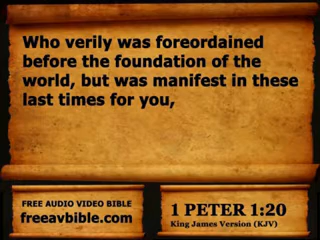 Who verily was foreordained
before the foundation of the
world, but was manifest in these
last times for you,
FREE AUDIO VIDEO BIBLE
freeavbible.com
1 PETER 1:20
King James Version (KJV)